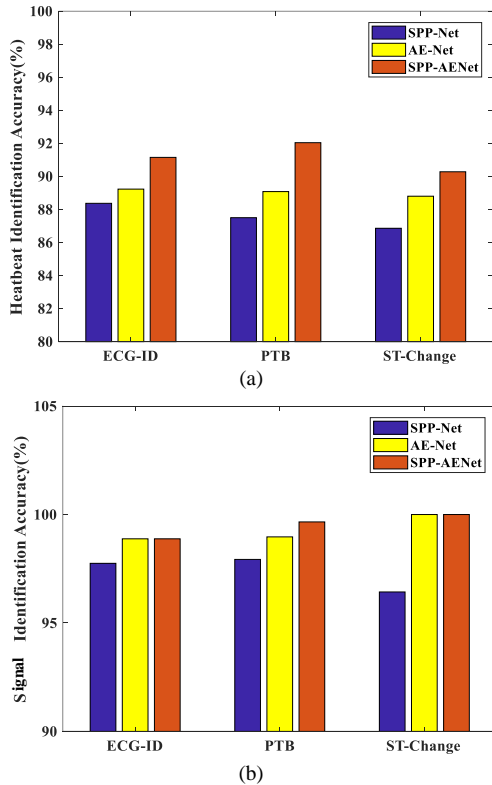 Heatbeat Identification Accuracy(%)
100
98
96
94
92
90
88
86
84
82
80
SPP-Net
AE-Net
SPP-AENet
ECG-ID PTB ST-Change
(a)
Signal Identification Accuracy(%)
105
100
95
90
SPP-Net
AE-Net
SPP-AENet
ECG-ID PTB ST-Change
(b)